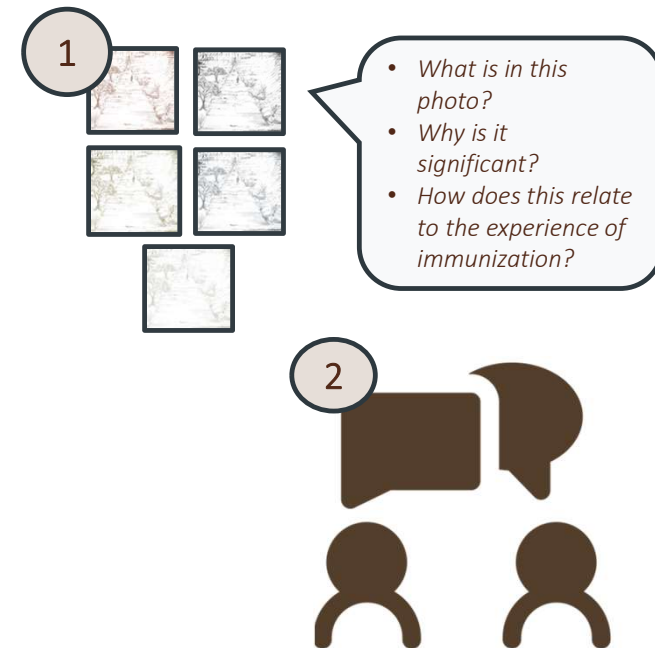 1
• What is in this
photo?
• Why is it
significant?
• How does this relate
to the experience of
immunization?
2